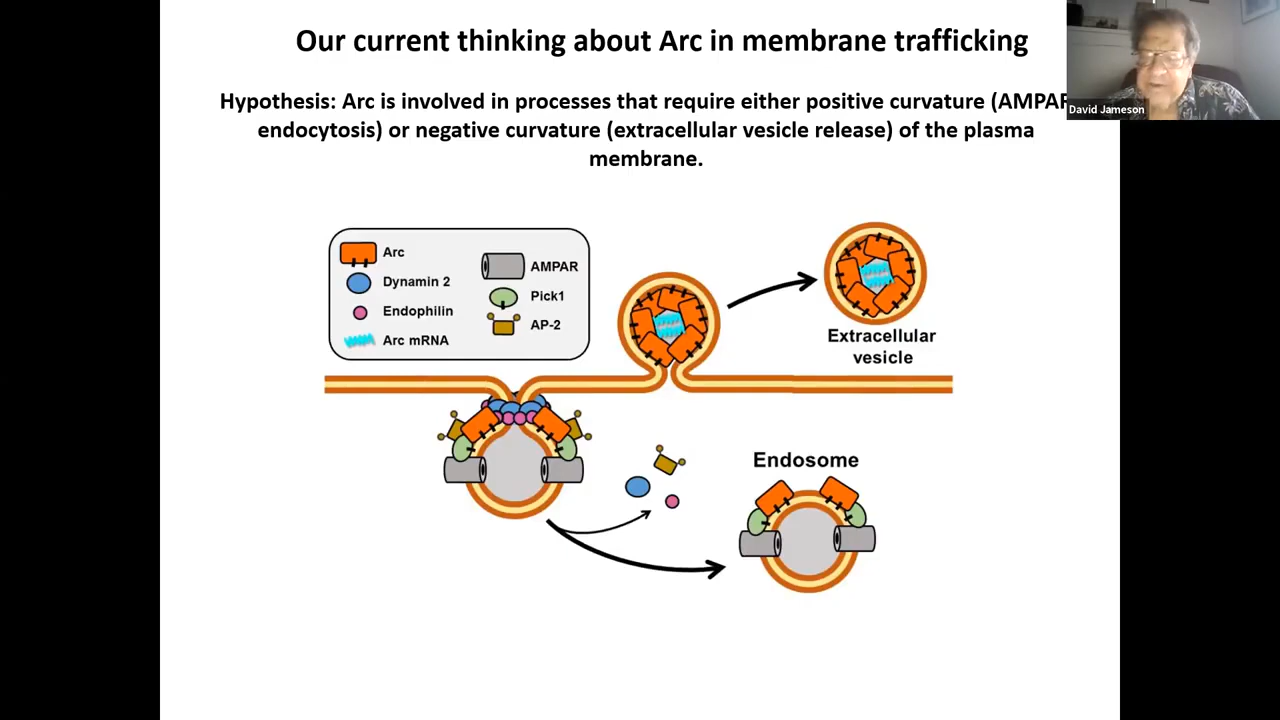 Our current thinking about Arc in membrane trafficking
Hypothesis: Arc is involved in processes that require either positive curvature (AMPAR
endocytosis) or negative curvature (extracellular vesicle release) of the plasma
membrane.
David Jameson
Arc
Dynamin 2
Endophilin
Arc mRNA
AMPAR
Pick1
AP-2
Extracellular
vesicle
Endosome